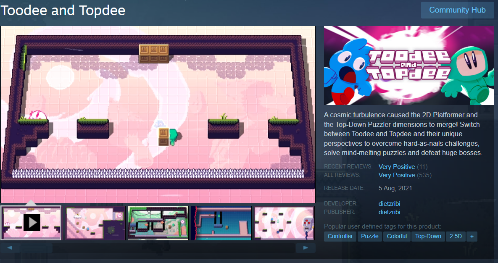 Toodee and Topdee
Community Hub
TOODEE
AND
TOPDEE
A cosmic turbulence caused the 2D Platformer and
the Top-Down Puzzler dimensions to merge! Switch
between Toodee and Topdee and their unique
perspectives to overcome hard-as-nails challenges,
solve mind-melting puzzles and defeat huge bosses
RECENT REVIEWS: Very Positive
ALL REVIEWS: Very Positive
RELEASE DATE: 5 Aug, 2021
DEVELOPER: dietzribi
PUBLISHER: dietzribi
Popular user-defined tags for this product:
Controller Puzzle Colorful Top-Down 2.5D +